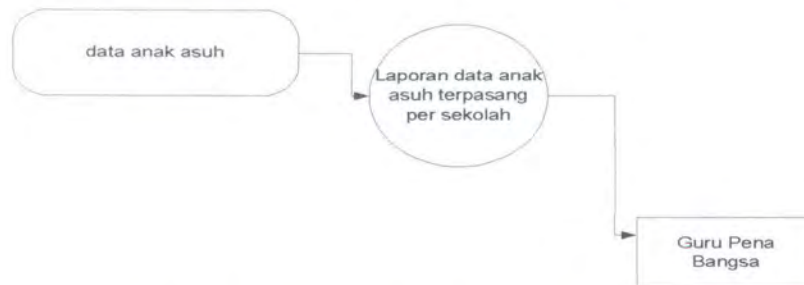 data anak asuh
Laporan data anak
asuh terpasang
per sekolah
Guru Pena
Bangsa